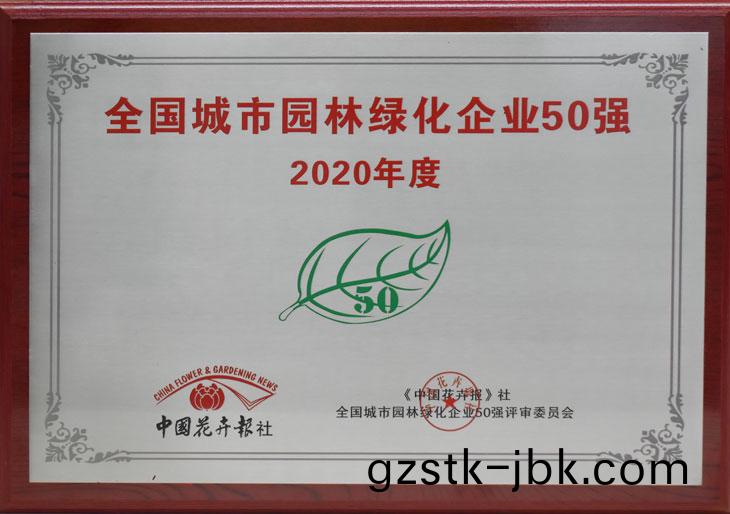 全国城市园林绿化企业50强
2020年度
50
CHINA FLOWER & GARDENING NEWS
中國花卉報社
《中国花卉报》社
全国城市园林绿化企业50强评审委员会
gzstk-jbk.com